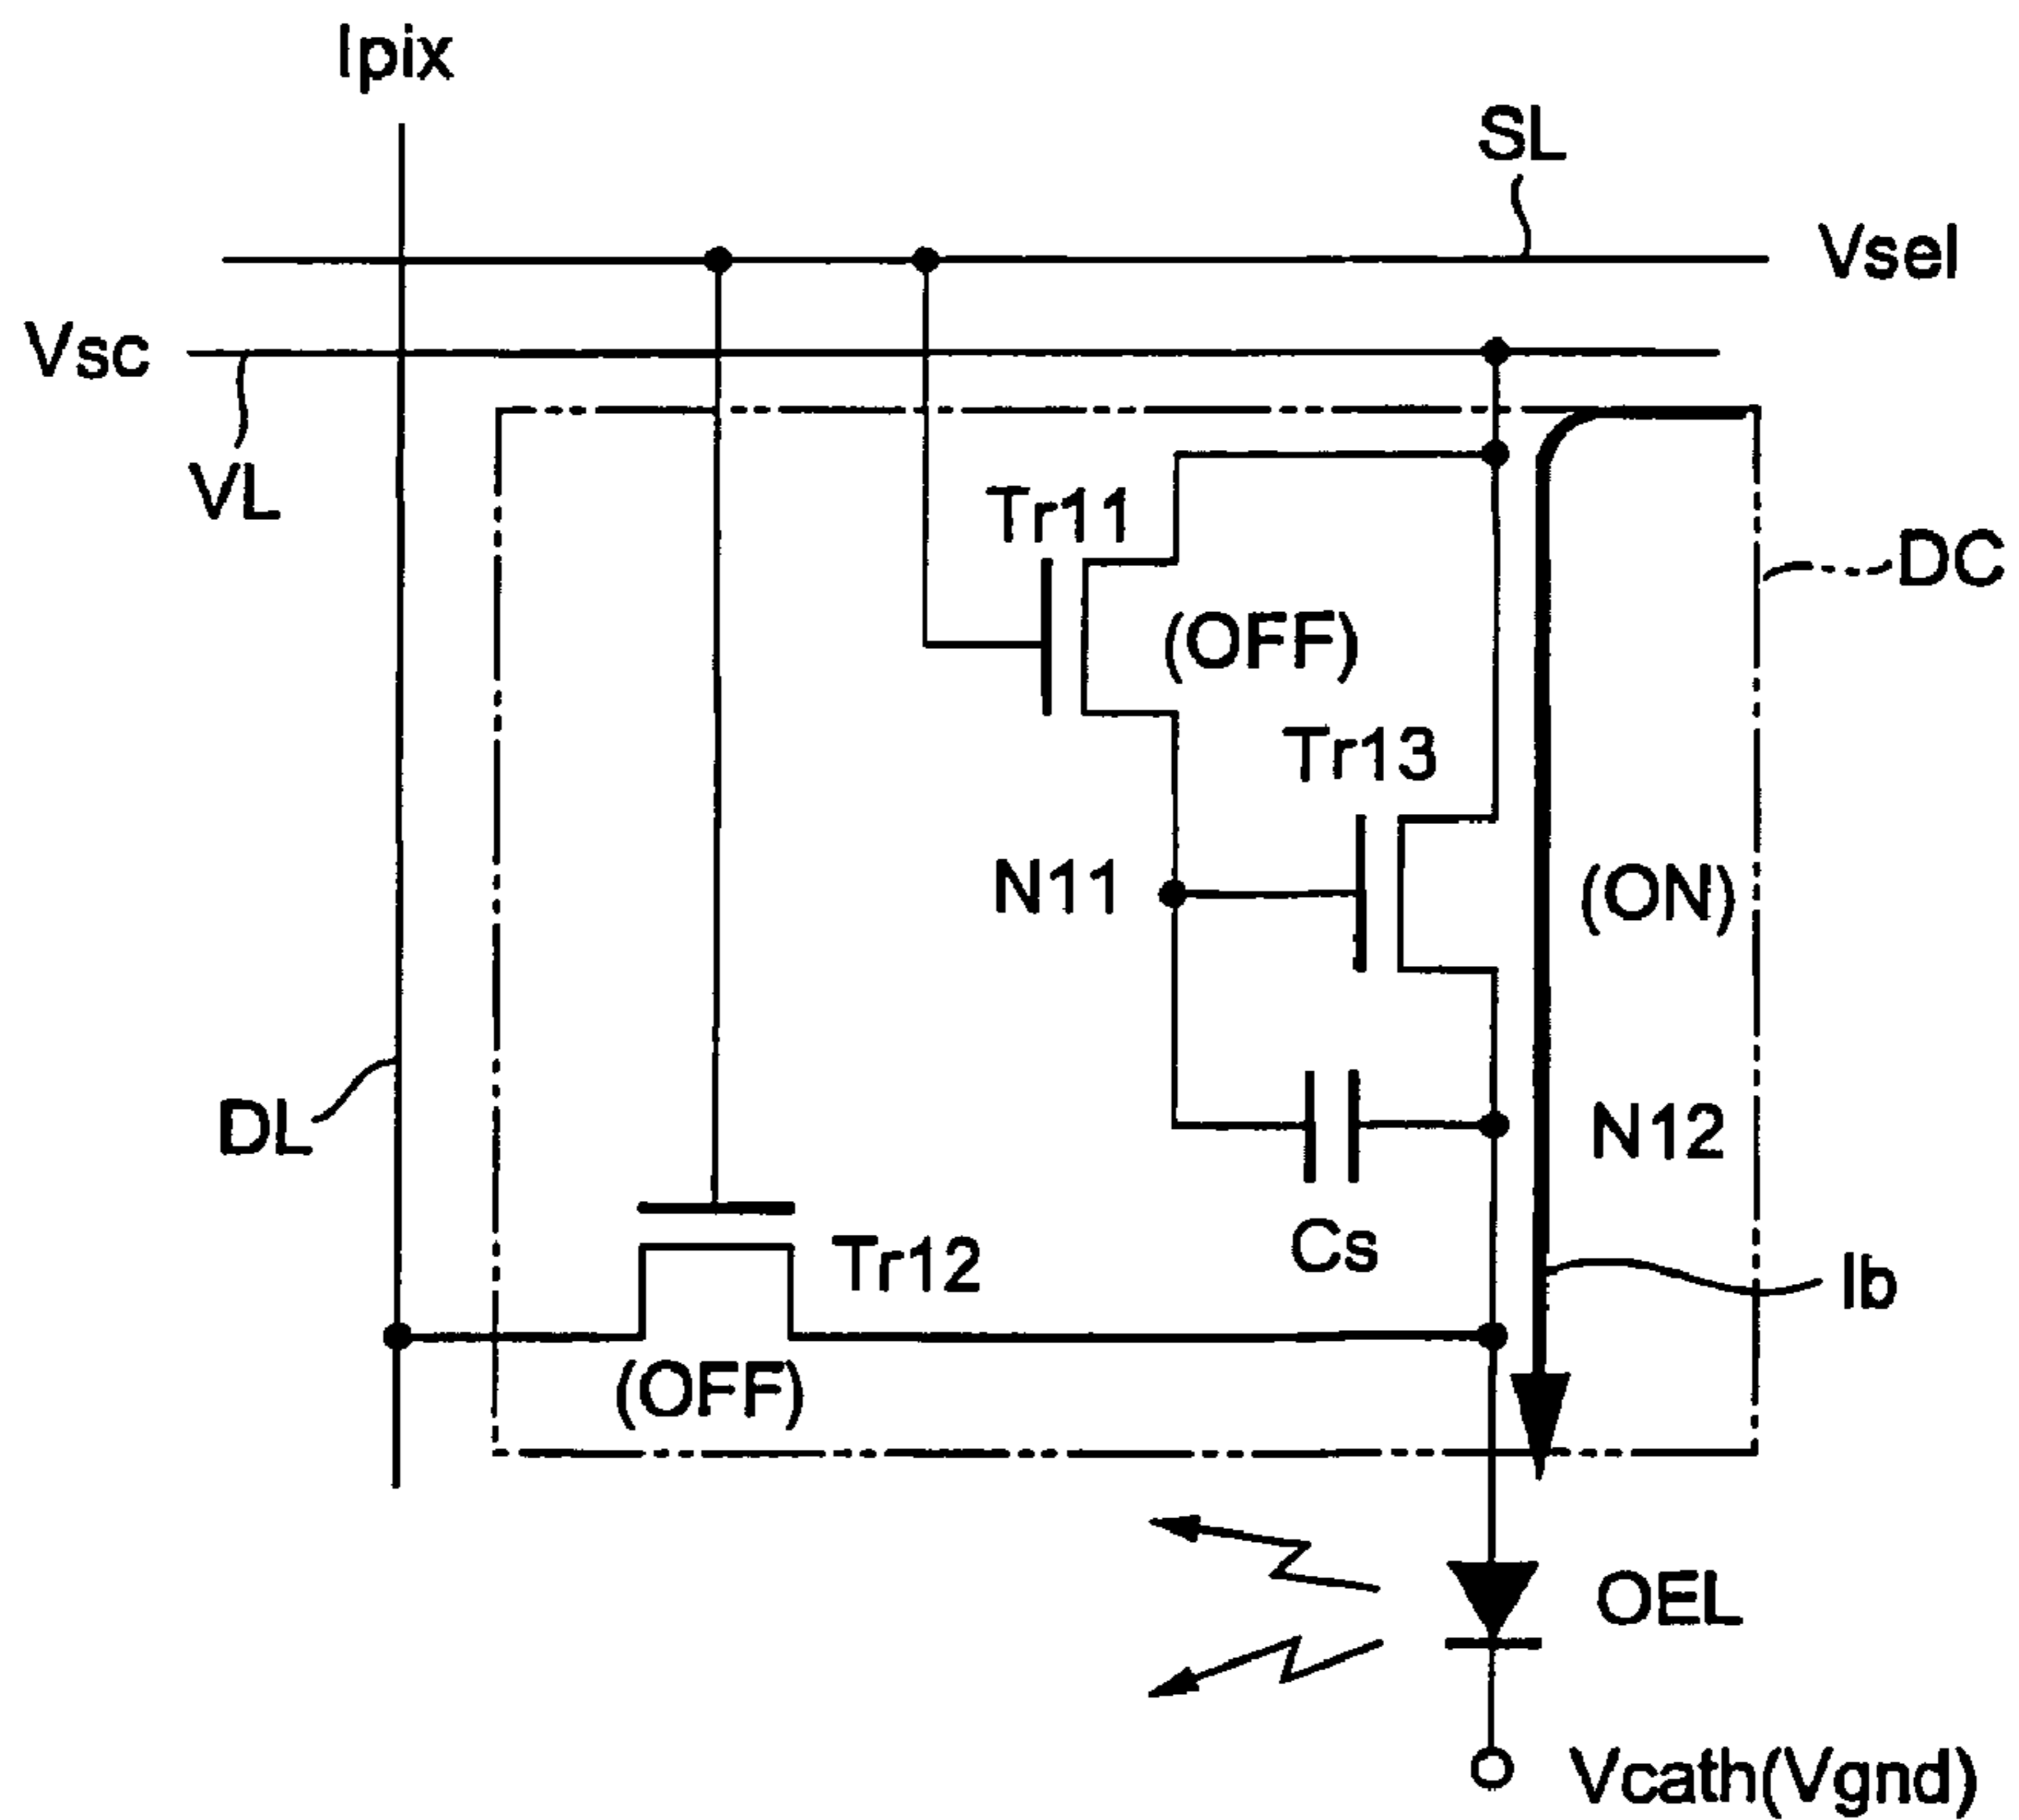 Ipix
SL
Vsel
Vsc
VL
Tr11
DC
(OFF)
Tr13
N11
(ON)
DL
N12
Cs
Tr12
Ib
(OFF)
OEL
Vcath(Vgnd)